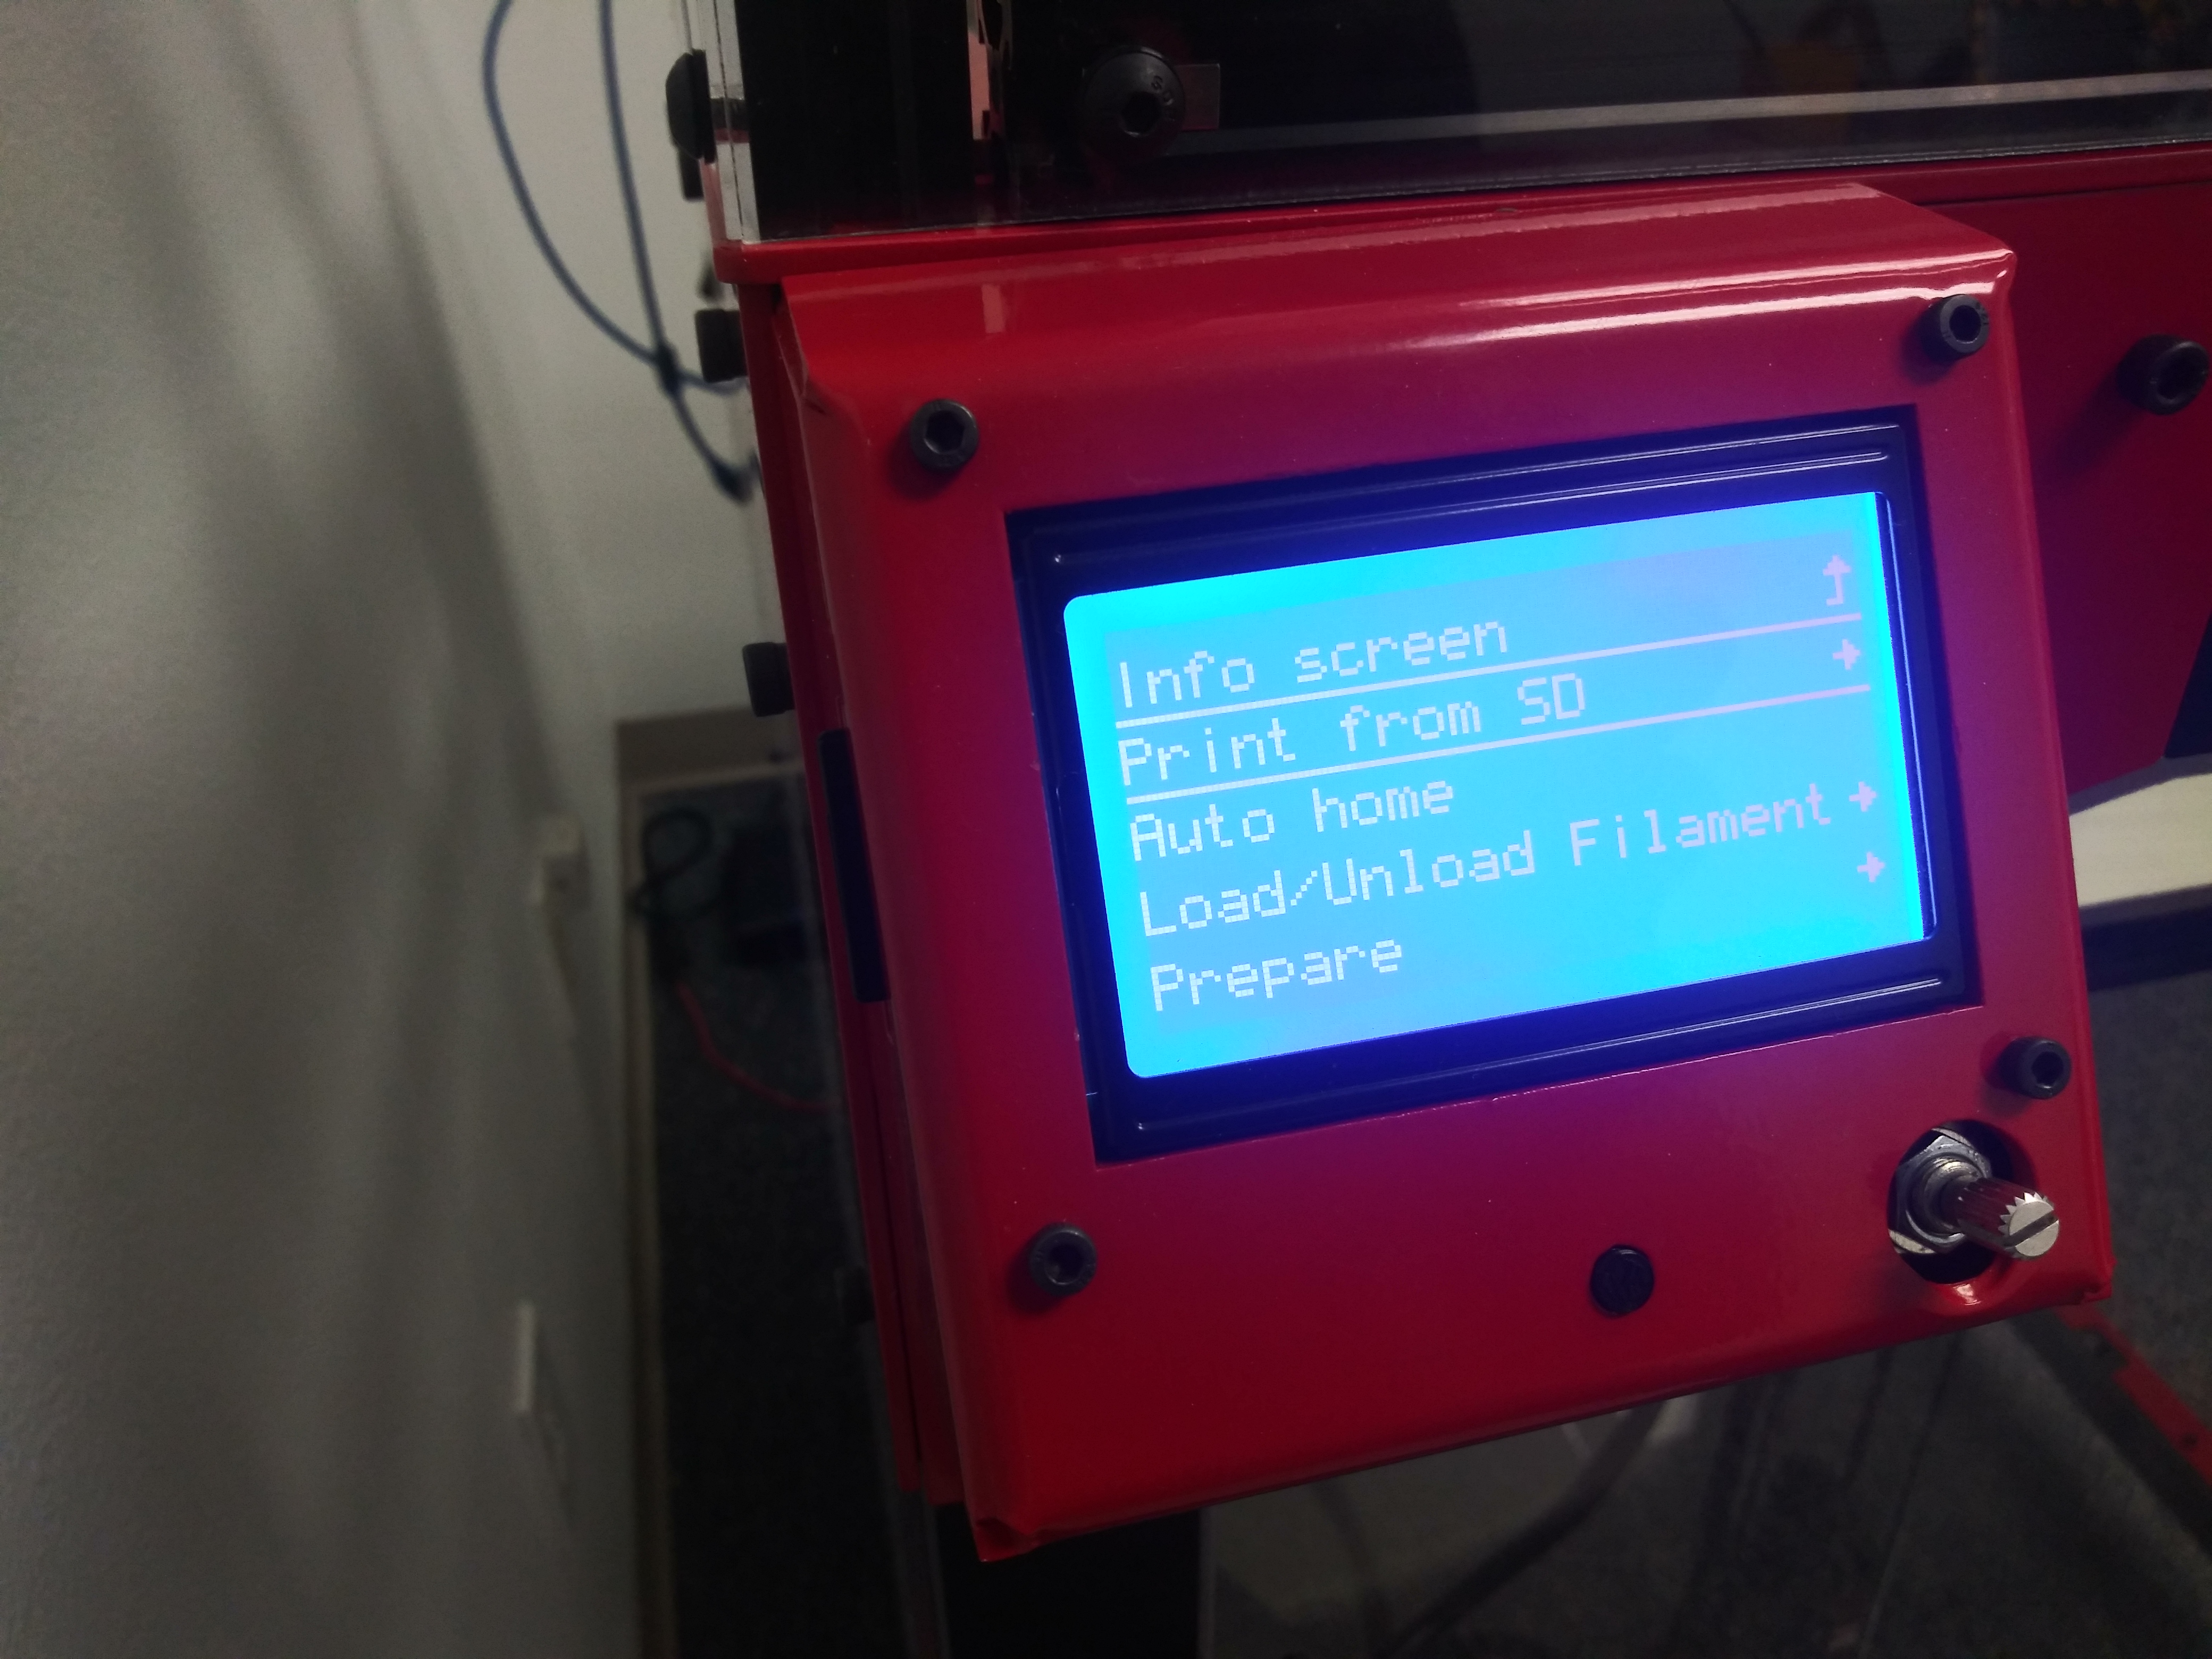 Info screen
Print from SD
Auto home
Load/Unload Filament
Prepare